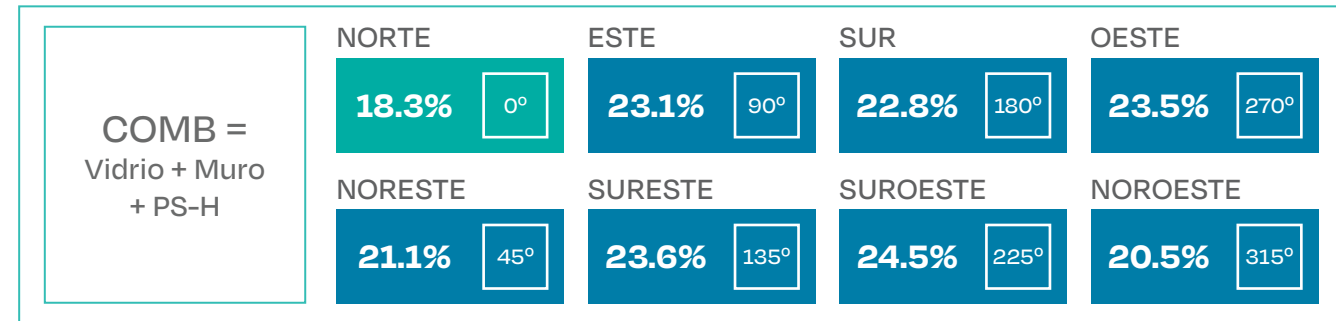 COMB =
Vidrio + Muro
+ PS-H
NORTE
18.3% 0º
ESTE
23.1% 90º
SUR
22.8% 180º
OESTE
23.5% 270º
NORESTE
21.1% 45º
SURESTE
23.6% 135º
SUROESTE
24.5% 225º
NOROESTE
20.5% 315º